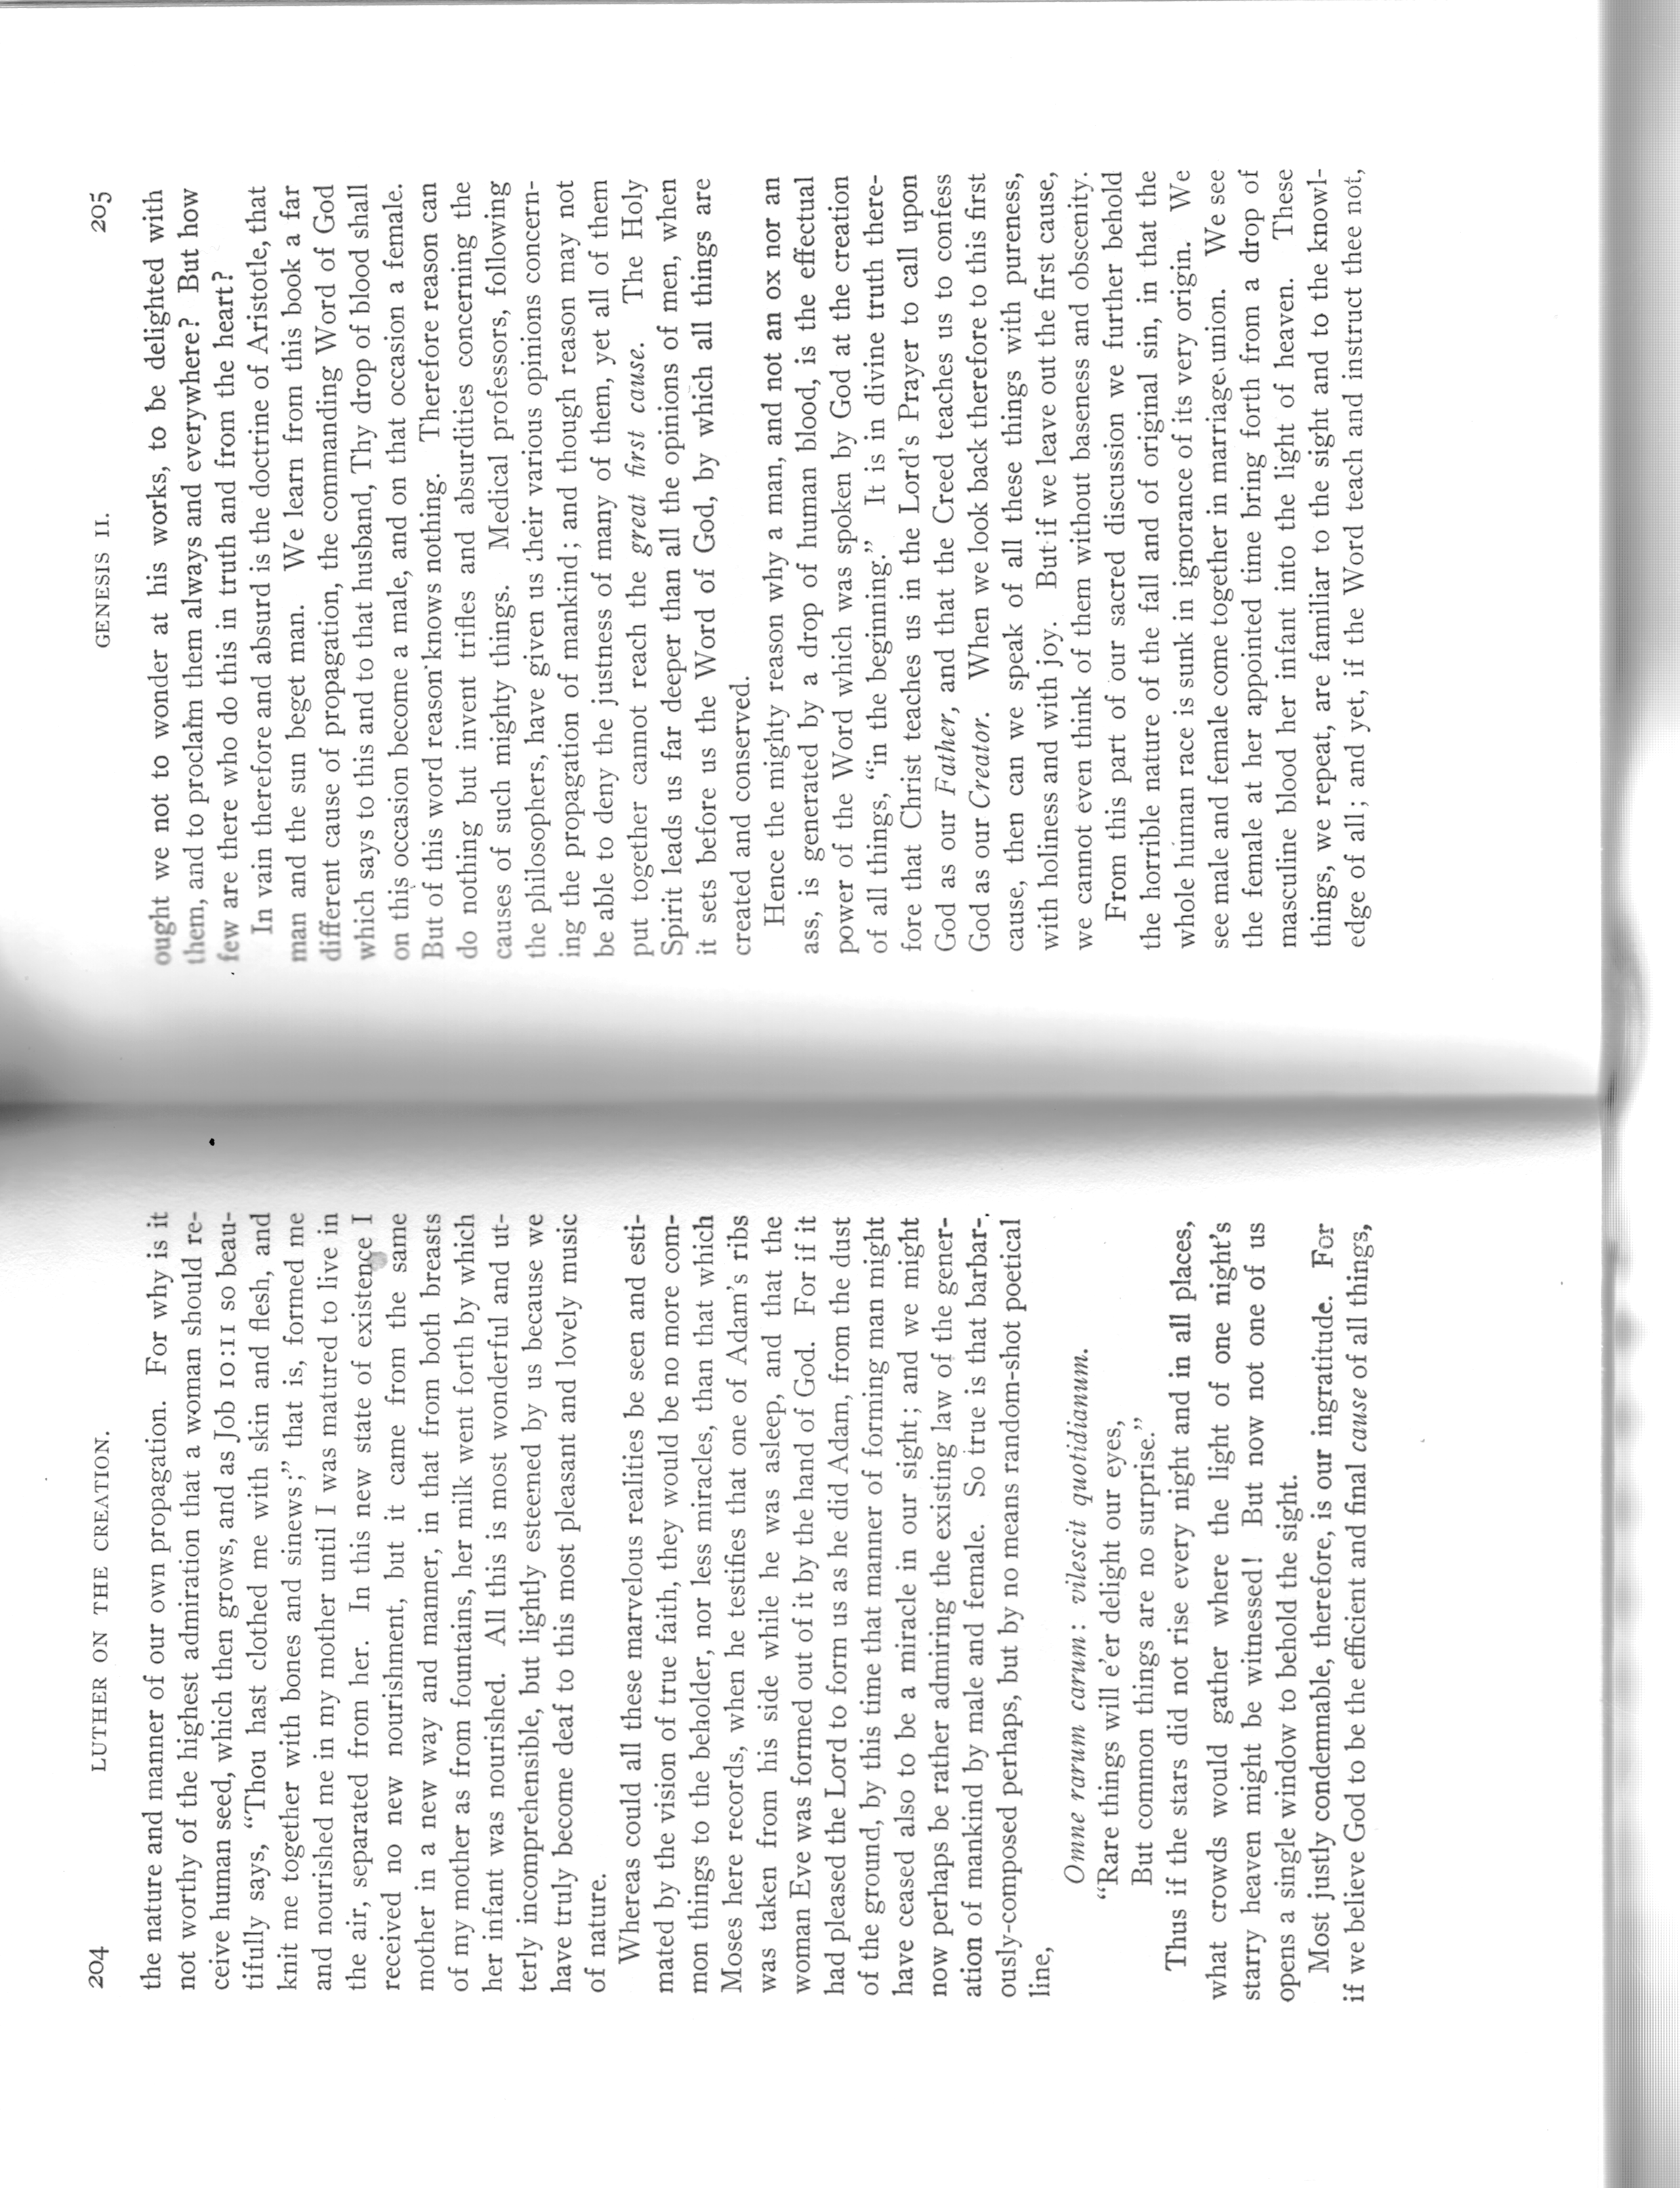 204 LUTHER ON THE CREATION.
the nature and manner of our own propagation. For why is it
not worthy of the highest admiration that a woman should re-
ceive human seed, which then grows, and as Job 10:11 so beau-
tifully says, “Thou hast clothed me with skin and flesh, and
knit me together with bones and sinews;” that is, formed me
and nourished me in my mother until I was matured to live in
the air, separated from her. In this new state of existence I
received no new nourishment, but it came from the same
mother in a new way and manner, in that from both breasts
of my mother as from fountains, her milk went forth by which
her infant was nourished. All this is most wonderful and ut-
terly incomprehensible, but lightly esteemed by us because we
have truly become deaf to this most pleasant and lovely music
of nature.
Whereas could all these marvelous realities be seen and esti-
mated by the vision of true faith, they would be no more com-
mon things to the beholder, nor less miracles, than that which
Moses here records, when he testifies that one of Adam’s ribs
was taken from his side while he was asleep, and that the
woman Eve was formed out of it by the hand of God. For if it
had pleased the Lord to form us as he did Adam, from the dust
of the ground, by this time that manner of forming man might
have ceased also to be a miracle in our sight; and we might
now perhaps be rather admiring the existing law of the gener-
ation of mankind by male and female. So true is that barbar-
ously-composed perhaps, but by no means random-shot poetical
line,
Omne rarum carum: vilescit quotidianum.
“Rare things will e’er delight our eyes,
But common things are no surprise.”
Thus if the stars did not rise every night and in all places,
what crowds would gather where the light of one night’s
starry heaven might be witnessed! But now not one of us
opens a single window to behold the sight.
Most justly condemnable, therefore, is our ingratitude. For
if we believe God to be the efficient and final cause of all things,
GENESIS II. 205
ought we not to wonder at his works, to be delighted with
them, and to proclaim them always and everywhere? But how
few are there who do this in truth and from the heart?
In vain therefore and absurd is the doctrine of Aristotle, that
man and the sun beget man. We learn from this book a far
different cause of propagation, the commanding Word of God
which says to this and to that husband, Thy drop of blood shall
on this occasion become a male, and on that occasion a female.
But of this word reason knows nothing. Therefore reason can
do nothing but invent trifles and absurdities concerning the
causes of such mighty things. Medical professors, following
the philosophers, have given us their various opinions concern-
ing the propagation of mankind; and though reason may not
be able to deny the justness of many of them, yet all of them
put together cannot reach the great first cause. The Holy
Spirit leads us far deeper than all the opinions of men, when
it sets before us the Word of God, by which all things are
created and conserved.
Hence the mighty reason why a man, and not an ox nor an
ass, is generated by a drop of human blood, is the effectual
power of the Word which was spoken by God at the creation
of all things, “in the beginning.” It is in divine truth there-
fore that Christ teaches us in the Lord’s Prayer to call upon
God as our Father, and that the Creed teaches us to confess
God as our Creator. When we look back therefore to this first
cause, then can we speak of all these things with pureness,
with holiness and with joy. But if we leave out the first cause,
we cannot even think of them without baseness and obscenity.
From this part of our sacred discussion we further behold
the horrible nature of the fall and of original sin, in that the
whole human race is sunk in ignorance of its very origin. We
see male and female come together in marriage union. We see
the female at her appointed time bring forth from a drop of
masculine blood her infant into the light of heaven. These
things, we repeat, are familiar to the sight and to the knowl-
edge of all; and yet, if the Word teach and instruct thee not,